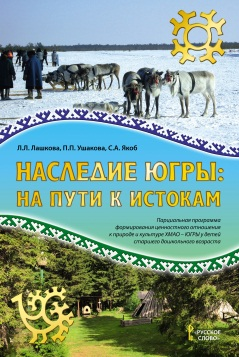 Л.Л. Лашкова, П.П. Ушакова, С.А. Якоб
НАСЛЕДИЕ ЮГРЫ:
НА ПУТИ К ИСТОКАМ
Парциальная программа
формирования ценностного отношения
к природе и культуре ХМАО – ЮГРЫ у детей
старшего дошкольного возраста
РУССКОЕ
СЛОВО